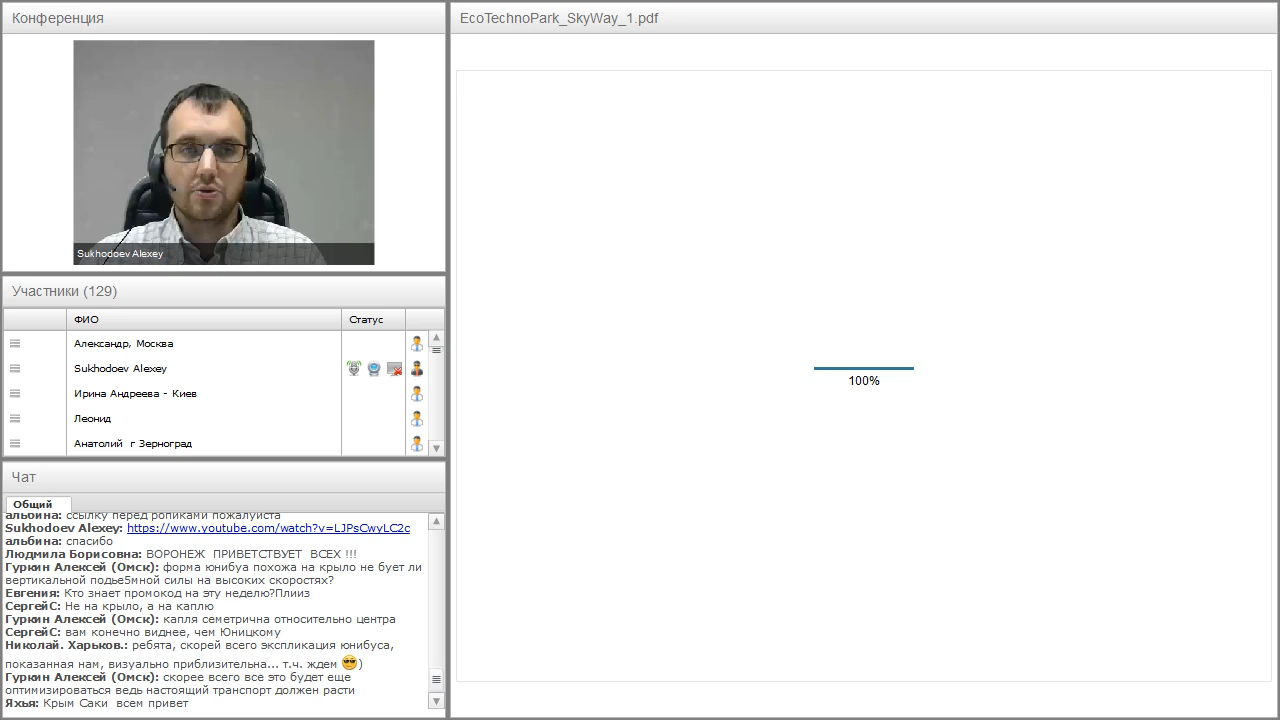 Конференция
EcoTechnoPark_SkyWay_1.pdf
Sukhodoev Alexey
100%
Участники (129)
ФИО
Статус
Александр, Москва
Sukhodoev Alexey
Ирина Андреева - Киев
Леонид
Анатолий г Зерноград
Чат
Общий
альбина: ссылку перед роликами пожалуйста
Sukhodoev Alexey: https://www.youtube.com/watch?v=LJPsCwyLC2c
альбина: спасибо
Людмила Борисовна: ВОРОНЕЖ ПРИВЕТСТВУЕТ ВСЕХ !!!
Гуркин Алексей (Омск): форма юнибуа похожа на крыло не бует ли
вертикальной подье5мной силы на высоких скоростях?
Евгения: Кто знает промокод на эту неделю?Плииз
СергейС: Не на крыло, а на каплю
Гуркин Алексей (Омск): капля семетрична относительно центра
СергейС: вам конечно виднее, чем Юницкому
Николай. Харьков.: ребята, скорей всего экспликация юнибуса,
показанная нам, визуально приблизительна... т.ч. ждем 😎)
Гуркин Алексей (Омск): скорее всего все это будет еще
оптимизироваться ведь настоящий транспорт должен расти
Яхья: Крым Саки всем привет